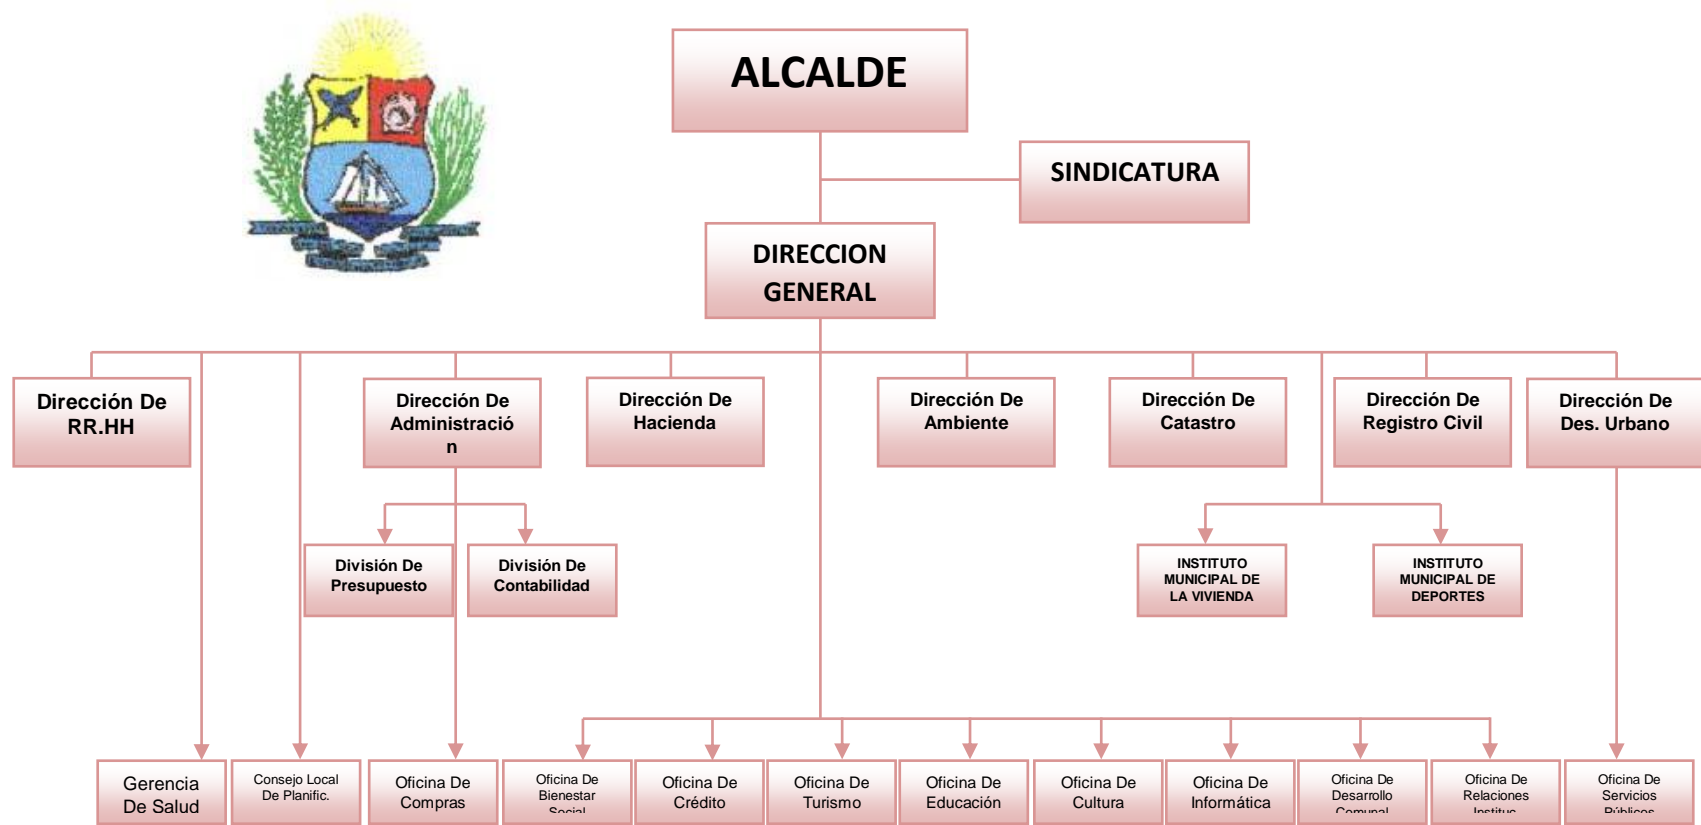 ALCALDE
SINDICATURA
DIRECCION
GENERAL
Dirección De
RR.HH
Dirección De
Administració
n
Dirección De
Hacienda
Dirección De
Ambiente
Dirección De
Catastro
Dirección De
Registro Civil
Dirección De
Des. Urbano
División De
Presupuesto
División De
Contabilidad
INSTITUTO
MUNICIPAL DE
LA VIVIENDA
INSTITUTO
MUNICIPAL DE
DEPORTES
Gerencia
De Salud
Consejo Local
De Planific.
Oficina De
Compras
Oficina De
Bienestar
Social
Oficina De
Crédito
Oficina De
Turismo
Oficina De
Educación
Oficina De
Cultura
Oficina De
Informática
Oficina De
Desarrollo
Comunal
Oficina De
Relaciones
Instituc.
Oficina De
Servicios
Públicos